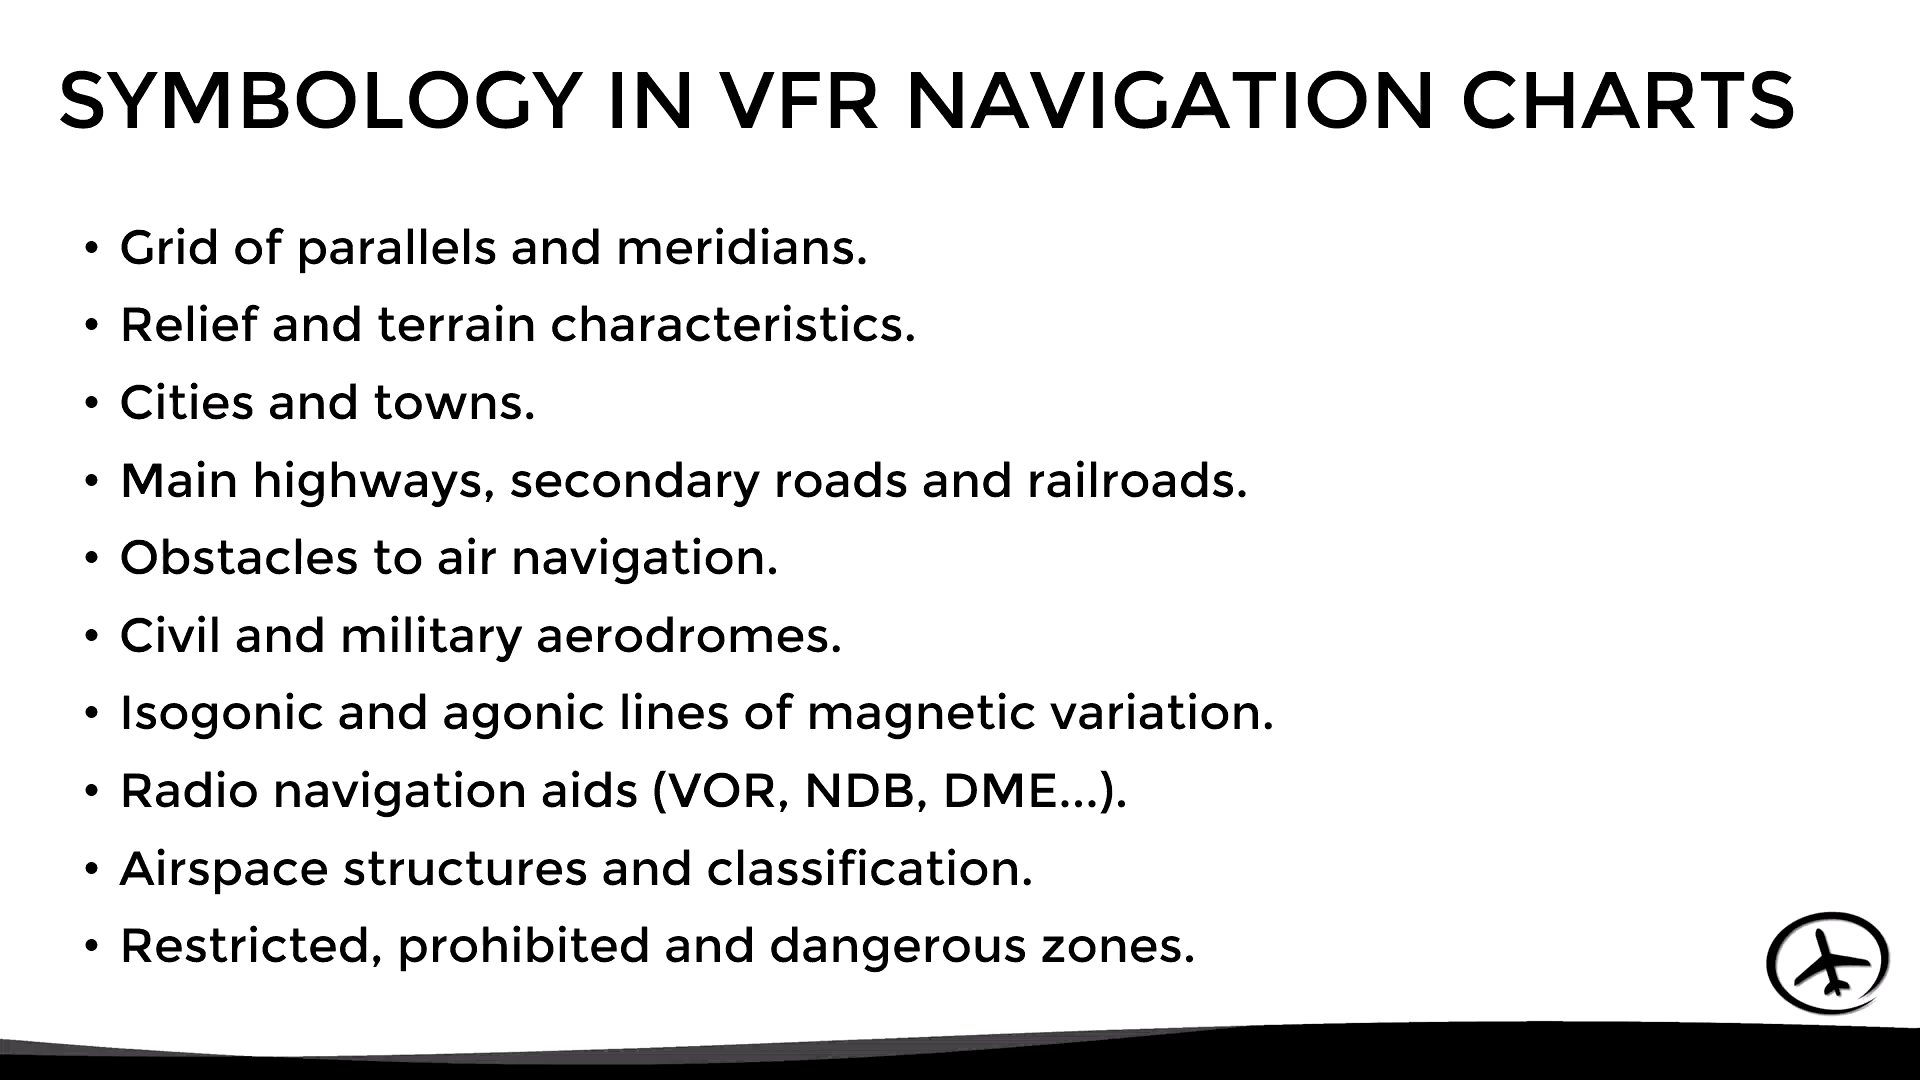 SYMBOLOGY IN VFR NAVIGATION CHARTS
• Grid of parallels and meridians.
• Relief and terrain characteristics.
• Cities and towns.
• Main highways, secondary roads and railroads.
• Obstacles to air navigation.
• Civil and military aerodromes.
• Isogonic and agonic lines of magnetic variation.
• Radio navigation aids (VOR, NDB, DME...).
• Airspace structures and classification.
• Restricted, prohibited and dangerous zones.